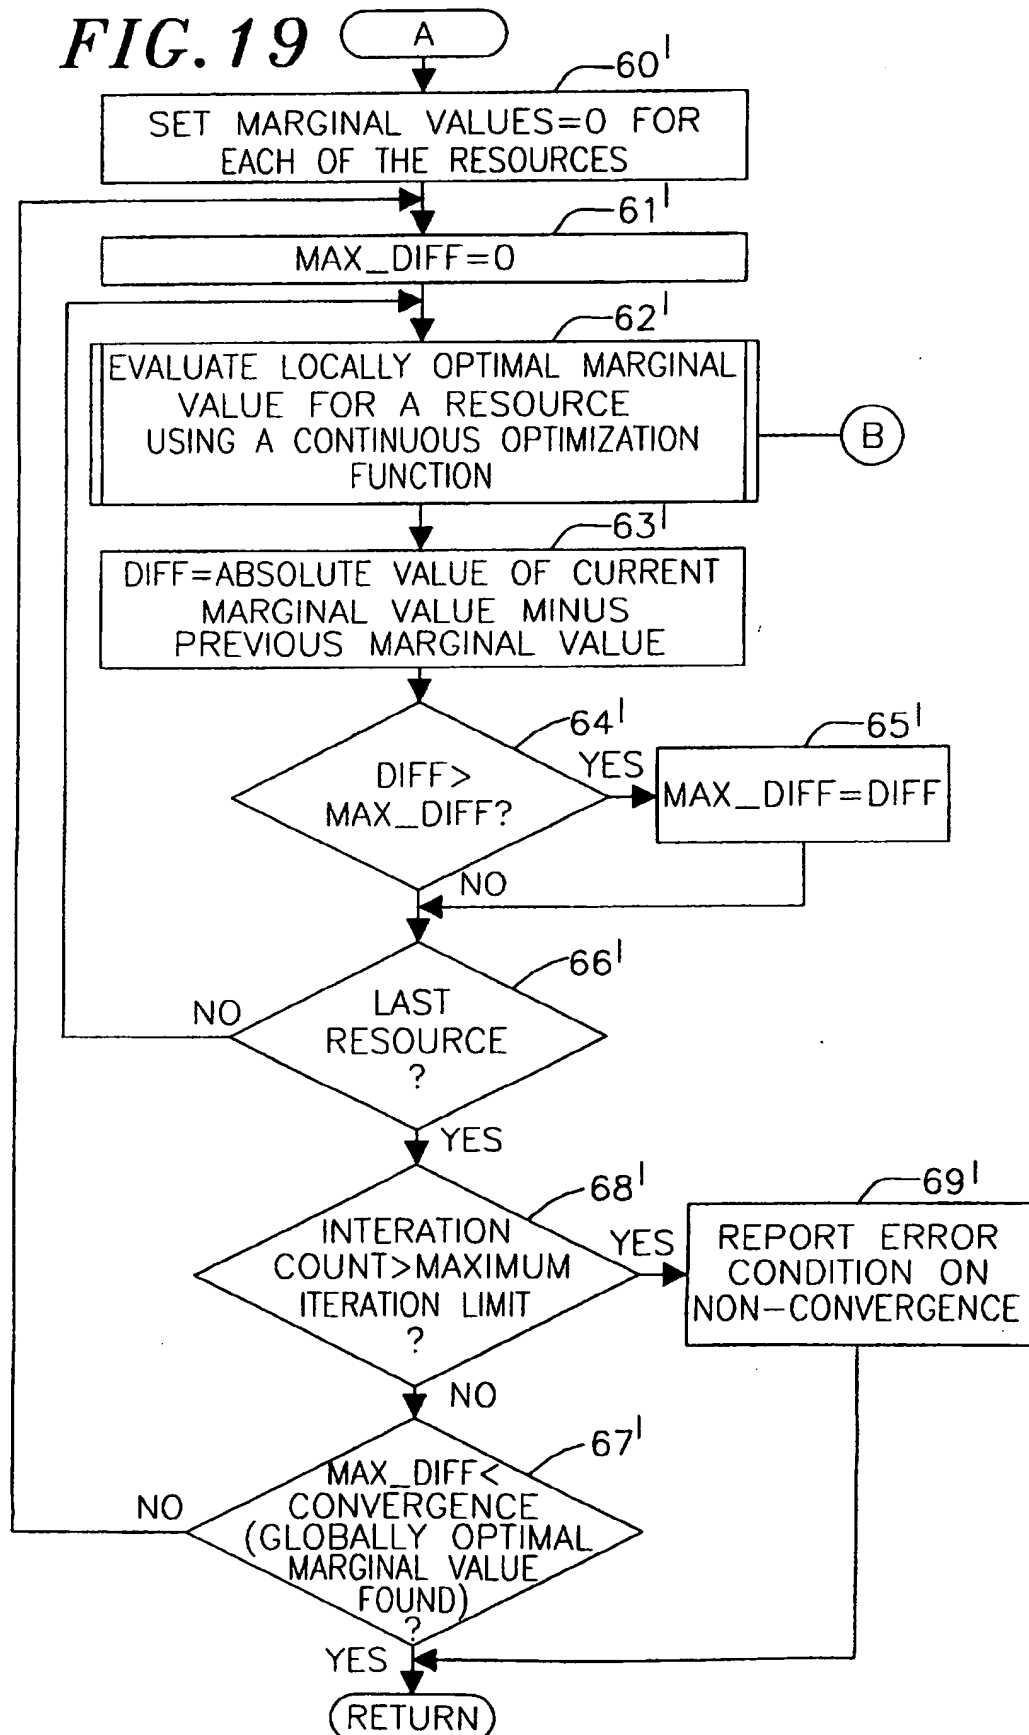 FIG. 19
A
60'
SET MARGINAL VALUES=0 FOR
EACH OF THE RESOURCES
61'
MAX_DIFF=0
62'
EVALUATE LOCALLY OPTIMAL MARGINAL
VALUE FOR A RESOURCE
USING A CONTINUOUS OPTIMIZATION
FUNCTION
B
63'
DIFF=ABSOLUTE VALUE OF CURRENT
MARGINAL VALUE MINUS
PREVIOUS MARGINAL VALUE
64'
DIFF>
MAX_DIFF?
YES
65'
MAX_DIFF=DIFF
NO
66'
LAST
RESOURCE
?
NO
YES
68'
INTERATION
COUNT>MAXIMUM
ITERATION LIMIT
?
YES
69'
REPORT ERROR
CONDITION ON
NON-CONVERGENCE
NO
67'
MAX_DIFF<
CONVERGENCE
(GLOBALLY OPTIMAL
MARGINAL VALUE
FOUND)
?
NO
YES
RETURN